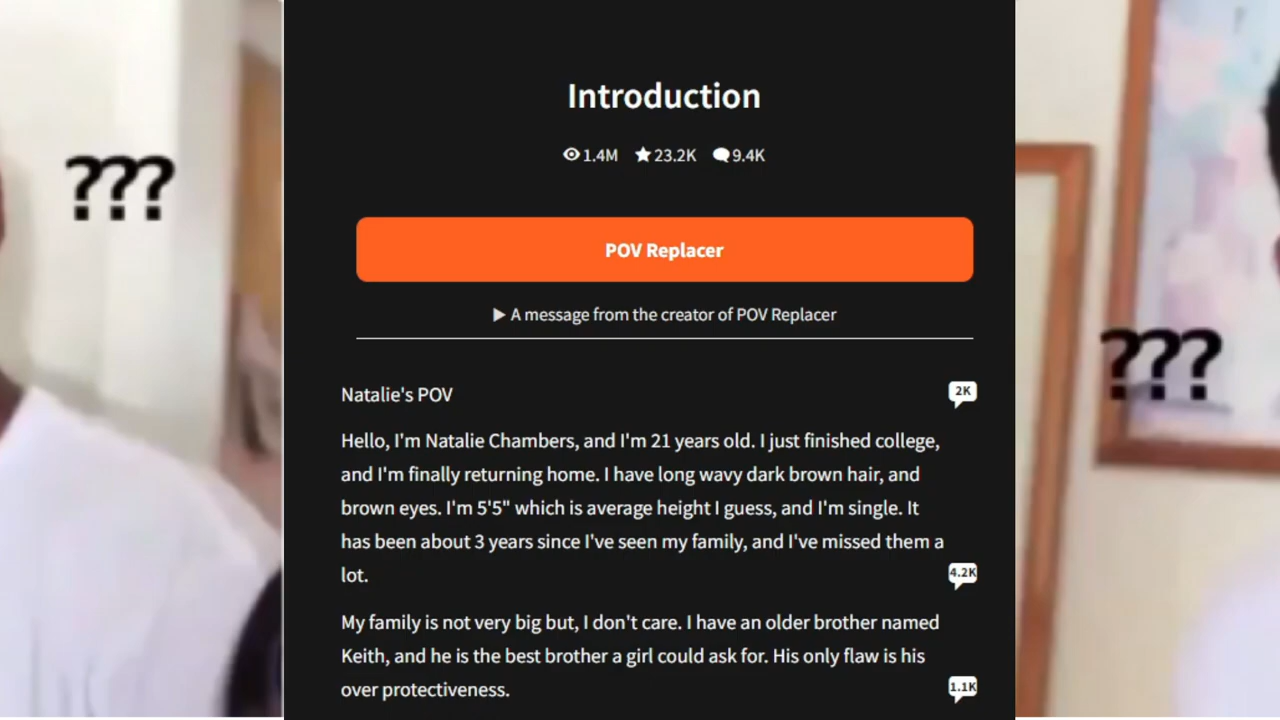 Introduction
1.4M 23.2K 9.4K
???
POV Replacer
▶ A message from the creator of POV Replacer
Natalie's POV
2K
Hello, I'm Natalie Chambers, and I'm 21 years old. I just finished college,
and I'm finally returning home. I have long wavy dark brown hair, and
brown eyes. I'm 5'5" which is average height I guess, and I'm single. It
has been about 3 years since I've seen my family, and I've missed them a
lot.
4.2K
???
My family is not very big but, I don't care. I have an older brother named
Keith, and he is the best brother a girl could ask for. His only flaw is his
over protectiveness.
1.1K